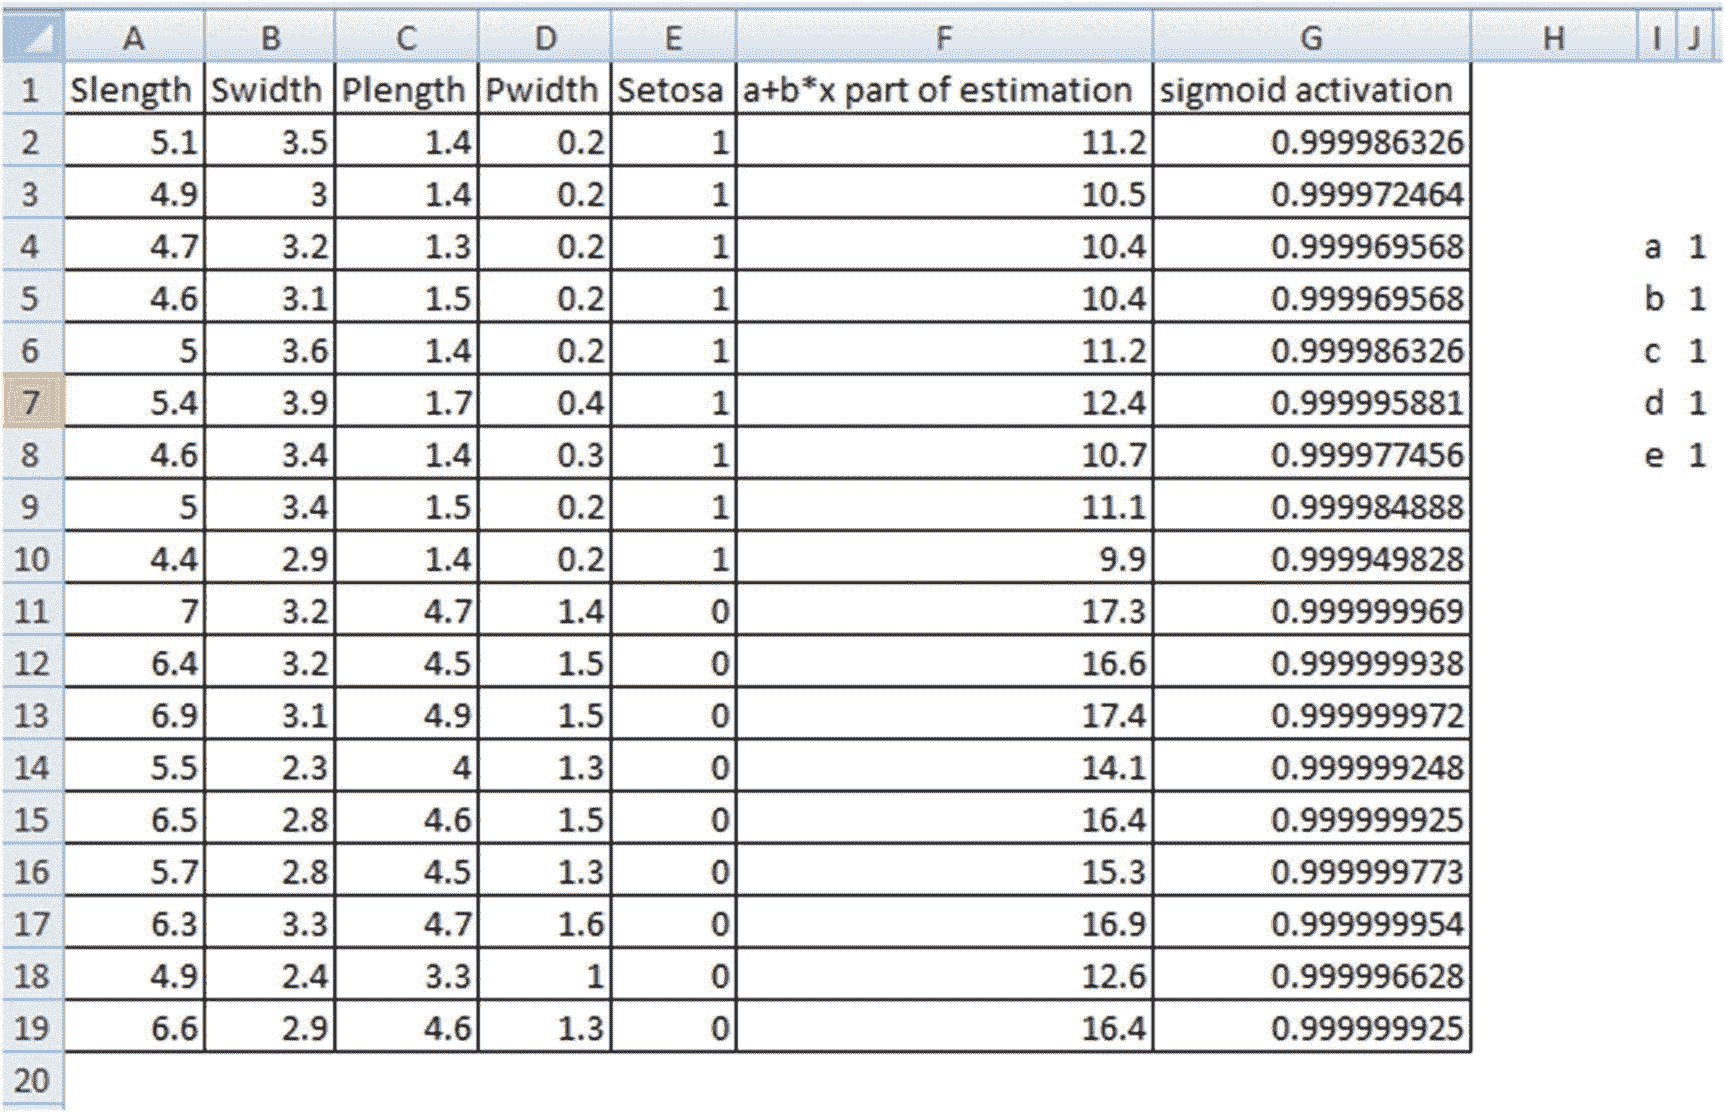 A B C D E F G H I J
1 Slength Swidth Plength Pwidth Setosa a+b*x part of estimation sigmoid activation
2 5.1 3.5 1.4 0.2 1 11.2 0.999986326
3 4.9 3 1.4 0.2 1 10.5 0.999972464
4 4.7 3.2 1.3 0.2 1 10.4 0.999969568 a 1
5 4.6 3.1 1.5 0.2 1 10.4 0.999969568 b 1
6 5 3.6 1.4 0.2 1 11.2 0.999986326 c 1
7 5.4 3.9 1.7 0.4 1 12.4 0.999995881 d 1
8 4.6 3.4 1.4 0.3 1 10.7 0.999977456 e 1
9 5 3.4 1.5 0.2 1 11.1 0.999984888
10 4.4 2.9 1.4 0.2 1 9.9 0.999949828
11 7 3.2 4.7 1.4 0 17.3 0.999999969
12 6.4 3.2 4.5 1.5 0 16.6 0.999999938
13 6.9 3.1 4.9 1.5 0 17.4 0.999999972
14 5.5 2.3 4 1.3 0 14.1 0.999999248
15 6.5 2.8 4.6 1.5 0 16.4 0.999999925
16 5.7 2.8 4.5 1.3 0 15.3 0.999999773
17 6.3 3.3 4.7 1.6 0 16.9 0.999999954
18 4.9 2.4 3.3 1 0 12.6 0.999996628
19 6.6 2.9 4.6 1.3 0 16.4 0.999999925
20